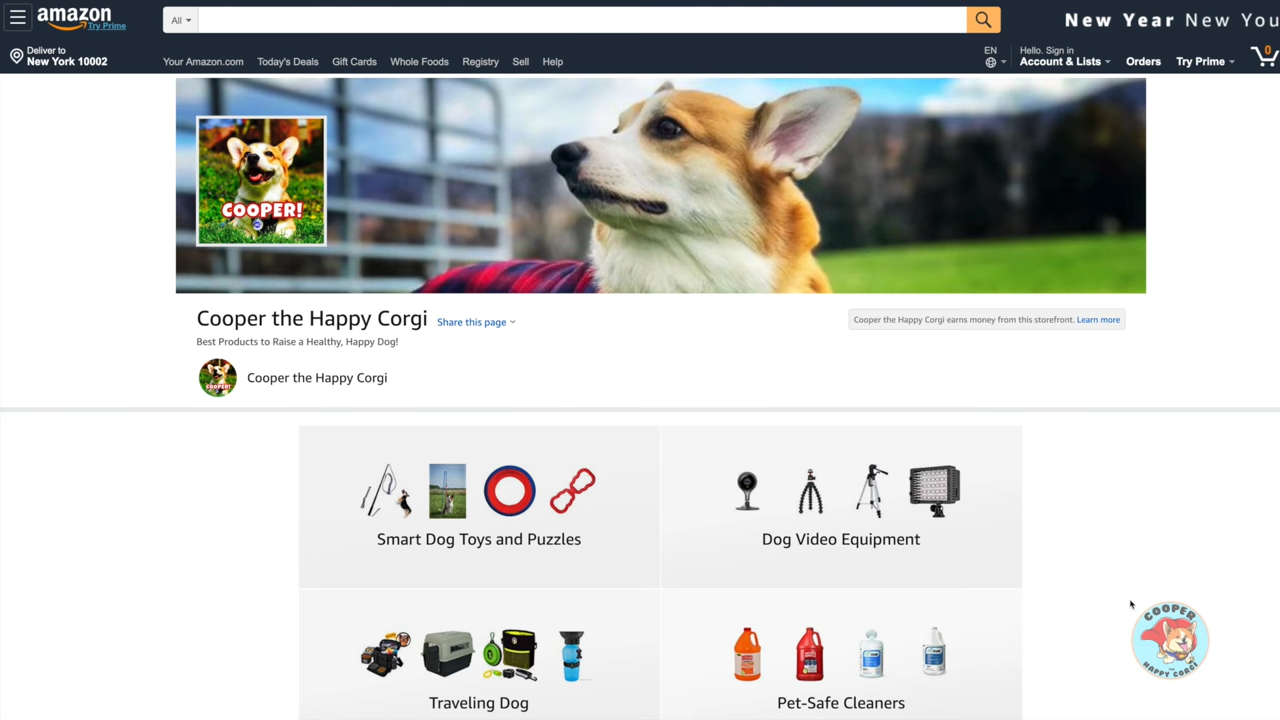 amazon
Try Prime
All
New Year New You
Deliver to
New York 10002
Your Amazon.com
Today's Deals
Gift Cards
Whole Foods
Registry
Sell
Help
EN
Hello. Sign in
Account & Lists
Orders
Try Prime
0
COOPER!
Cooper the Happy Corgi
Share this page
Cooper the Happy Corgi earns money from this storefront. Learn more
Best Products to Raise a Healthy, Happy Dog!
COOPER!
Cooper the Happy Corgi
Smart Dog Toys and Puzzles
Dog Video Equipment
Traveling Dog
Pet-Safe Cleaners
COOPER
THE
HAPPY CORGI